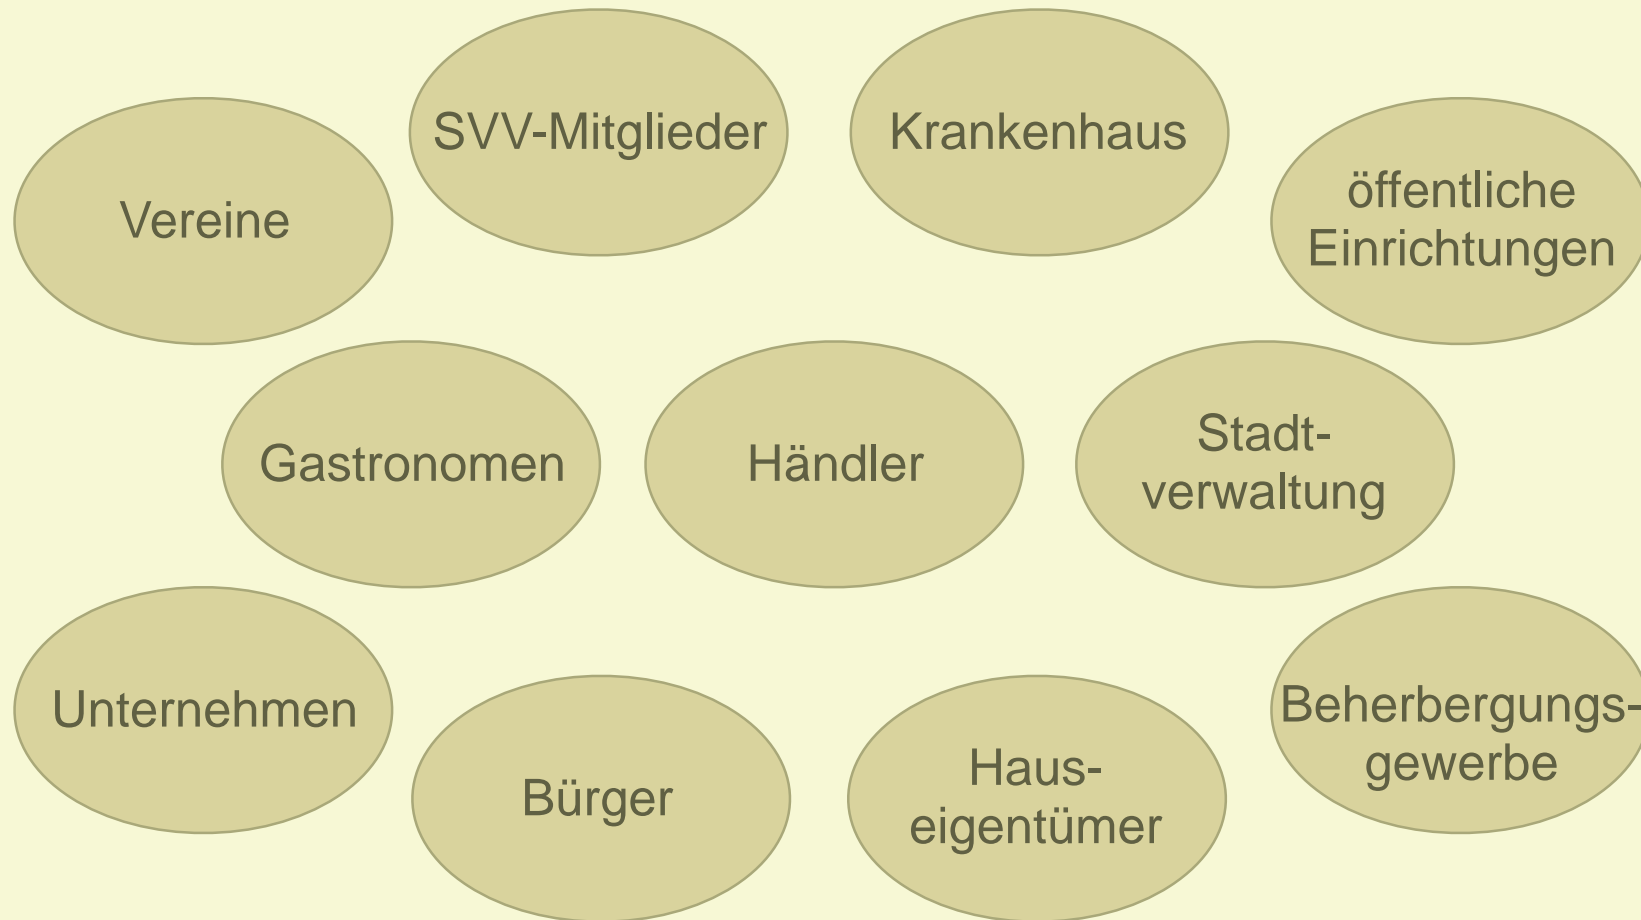 SVV-Mitglieder
Krankenhaus
Vereine
öffentliche
Einrichtungen
Gastronomen
Händler
Stadt-
verwaltung
Unternehmen
Bürger
Haus-
eigentümer
Beherbergungs-
gewerbe